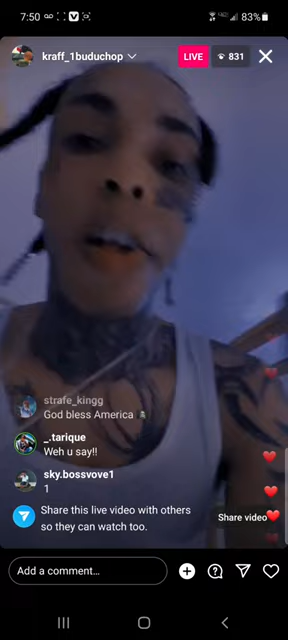 7:50
83%
kraff_1buduchop
LIVE
831
strafe_kingg
God bless America
_.tarique
Weh u say!!
sky.bossvove1
1
Share this live video with others
so they can watch too.
Share video
Add a comment...